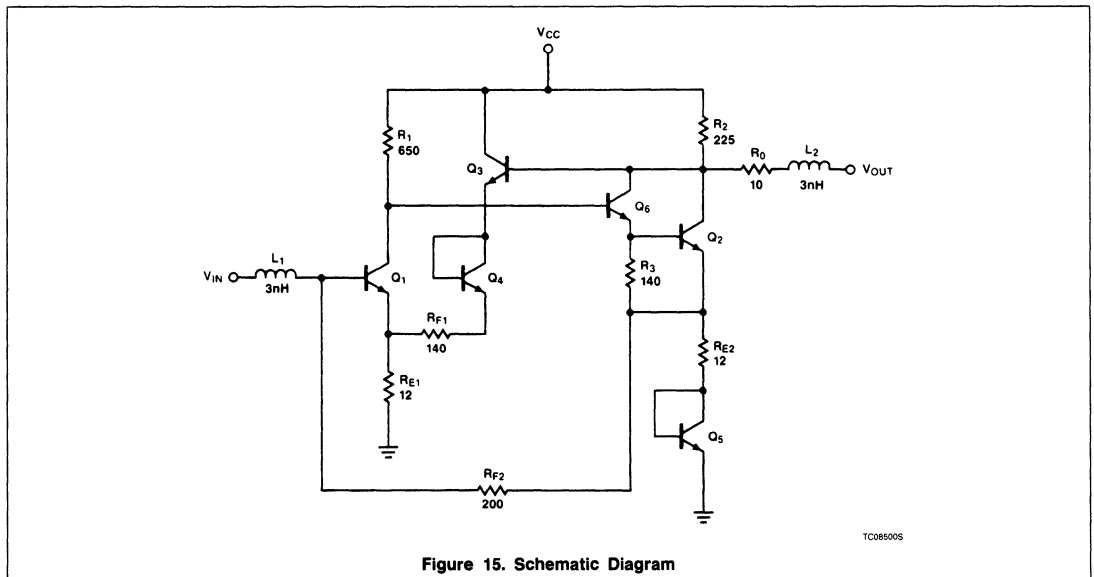 VCC
R1
650
R2
225
Q3
R0
10
L2
3nH
VOUT
Q6
Q2
L1
3nH
VIN
Q1
Q4
R3
140
RF1
140
RE1
12
RE2
12
Q5
RF2
200
TC08500S
Figure 15. Schematic Diagram